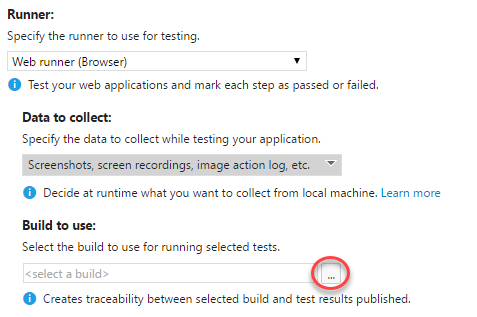 Runner:
Specify the runner to use for testing.
Web runner (Browser)
Test your web applications and mark each step as passed or failed.
Data to collect:
Specify the data to collect while testing your application.
Screenshots, screen recordings, image action log, etc.
Decide at runtime what you want to collect from local machine. Learn more
Build to use:
Select the build to use for running selected tests.
<select a build> ...
Creates traceability between selected build and test results published.